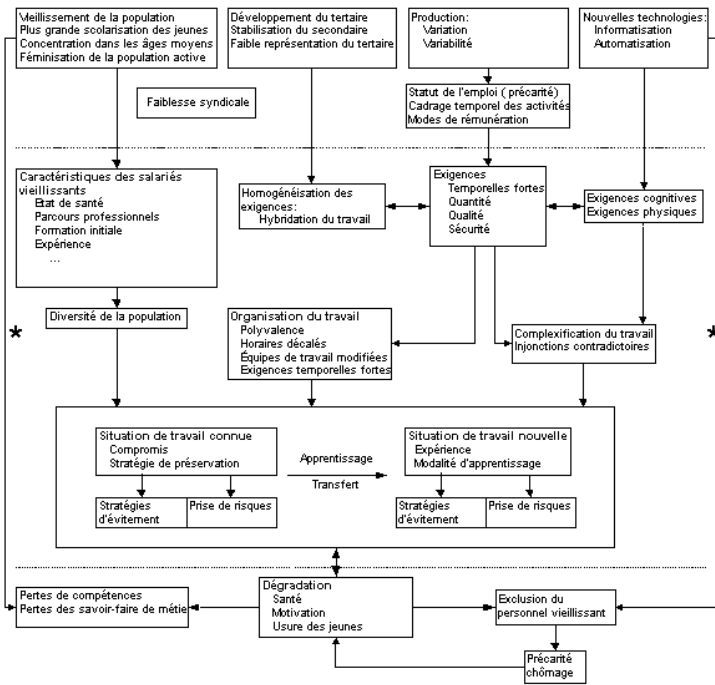 Vieillissement de la population
Plus grande scolarisation des jeunes
Concentration dans les âges moyens
Féminisation de la population active
Développement du tertaire
Stabilisation du secondaire
Faible représentation du tertaire
Production:
Variation
Variabilité
Nouvelles technologies:
Informatisation
Automatisation
Faiblesse syndicale
Statut de l'emploi ( précarité)
Cadrage temporel des activités
Modes de rémunération
Caractéristiques des salariés
vieillissants
Etat de santé
Parcours professionnels
Formation initiale
Expérience
...
Homogénéisation des
exigences:
Hybridation du travail
Exigences
Temporelles fortes
Quantité
Qualité
Sécurité
Exigences cognitives
Exigences physiques
Diversité de la population
Organisation du travail
Polyvalence
Horaires décalés
Équipes de travail modifiées
Exigences temporelles fortes
Complexification du travail
Injonctions contradictoires
*
*
Situation de travail connue
Compromis
Stratégie de préservation
Apprentissage
Transfert
Situation de travail nouvelle
Expérience
Modalité d'apprentissage
Stratégies
d'évitement
Prise de risques
Stratégies
d'évitement
Prise de risques
Pertes de compétences
Pertes des savoir-faire de métie
Dégradation
Santé
Motivation
Usure des jeunes
Exclusion du
personnel vieillissant
Précarité
chômage